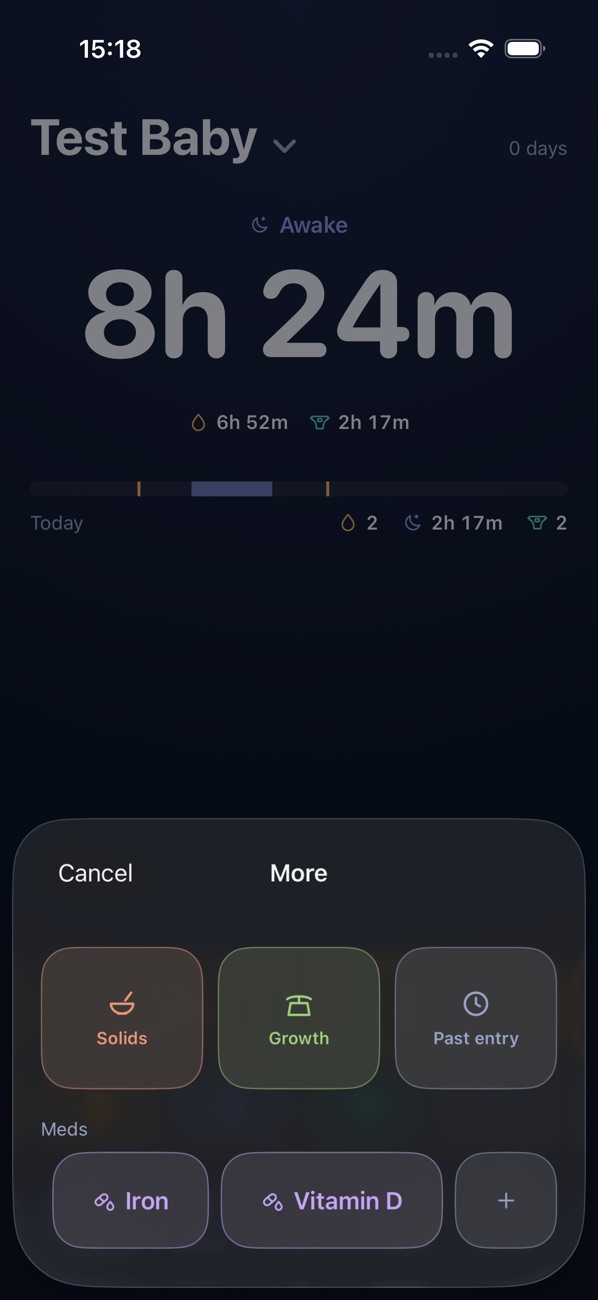 15:18
Test Baby
0 days
Awake
8h 24m
6h 52m 2h 17m
Today 2 2h 17m 2
Cancel More
Solids Growth Past entry
Meds
Iron Vitamin D +